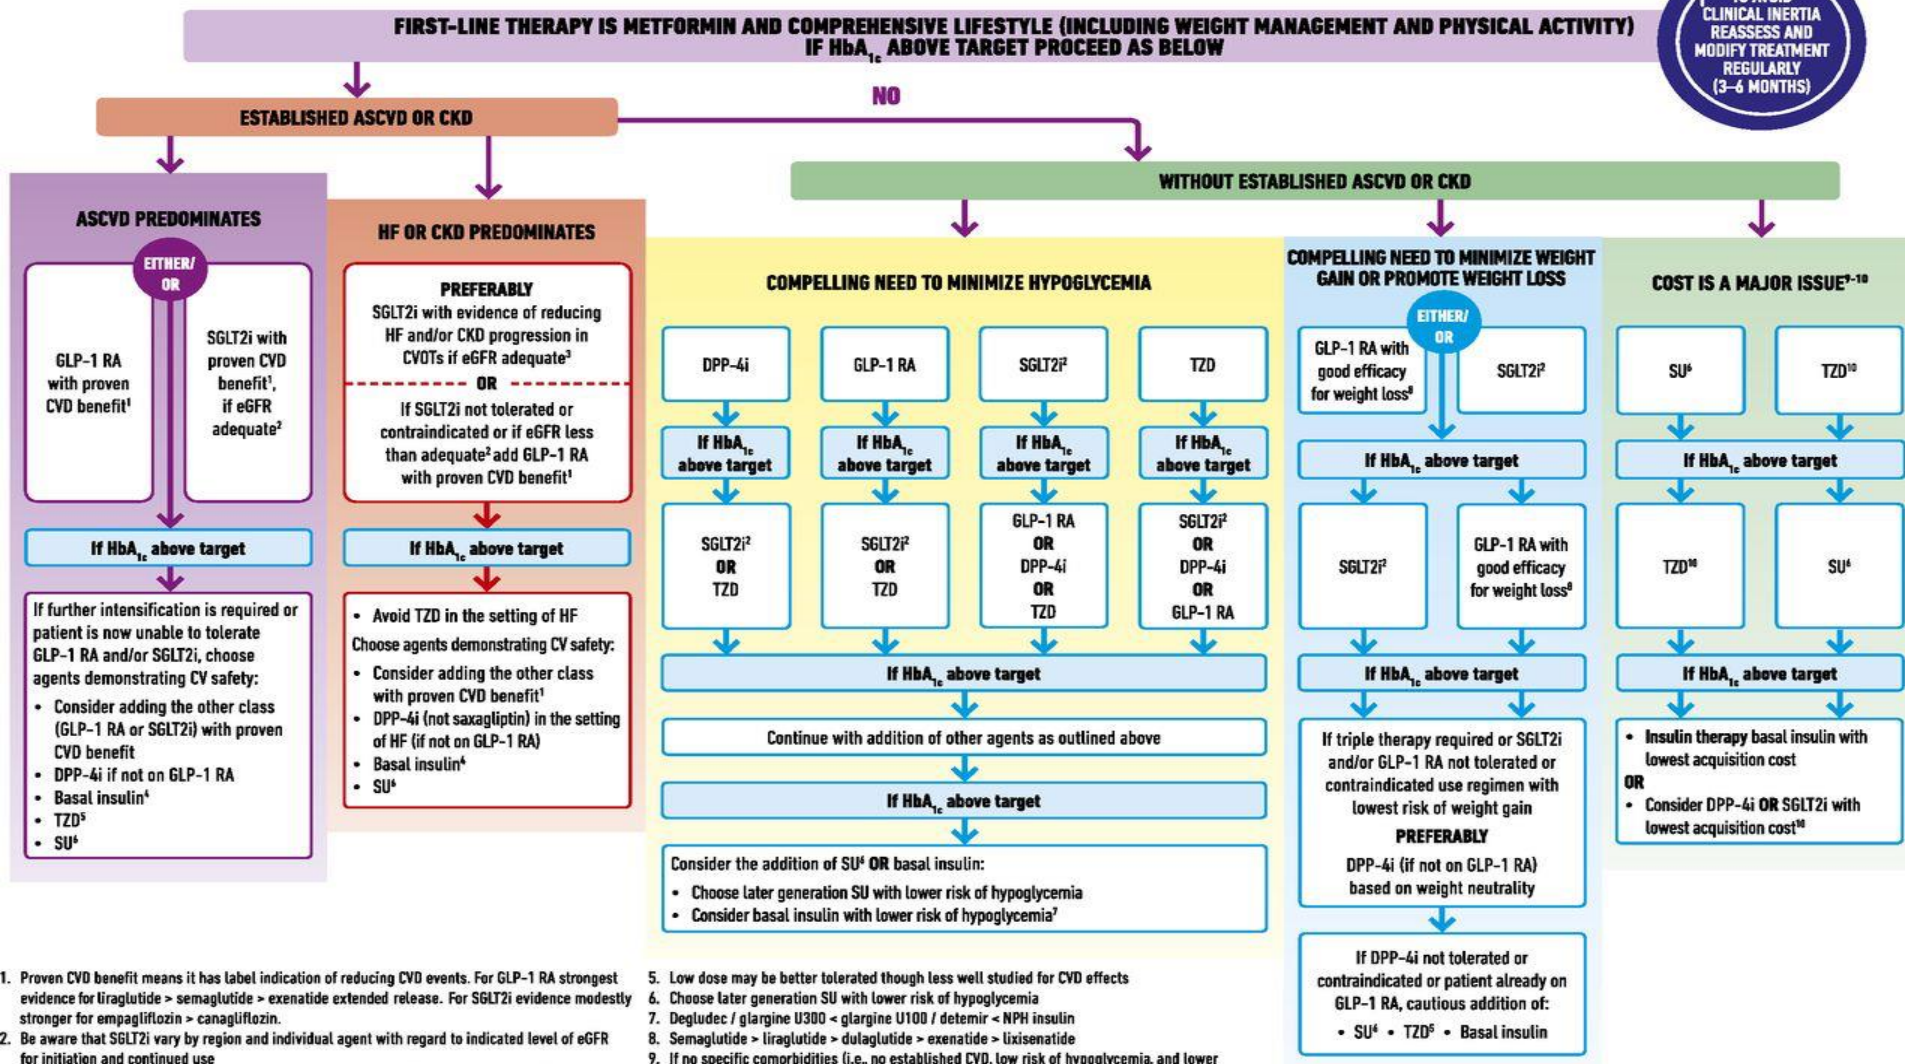 FIRST-LINE THERAPY IS METFORMIN AND COMPREHENSIVE LIFESTYLE (INCLUDING WEIGHT MANAGEMENT AND PHYSICAL ACTIVITY)
IF HbA1c ABOVE TARGET PROCEED AS BELOW
CLINICAL INERTIA
REASSESS AND
MODIFY TREATMENT
REGULARLY
(3–6 MONTHS)
NO
ESTABLISHED ASCVD OR CKD
WITHOUT ESTABLISHED ASCVD OR CKD
ASCVD PREDOMINATES
EITHER/
OR
GLP-1 RA
with proven
CVD benefit¹
SGLT2i with
proven CVD
benefit¹,
if eGFR
adequate²
If HbA1c above target
If further intensification is required or
patient is now unable to tolerate
GLP-1 RA and/or SGLT2i, choose
agents demonstrating CV safety:
• Consider adding the other class
(GLP-1 RA or SGLT2i) with proven
CVD benefit
• DPP-4i if not on GLP-1 RA
• Basal insulin⁴
• TZD⁵
• SU⁶
HF OR CKD PREDOMINATES
PREFERABLY
SGLT2i with evidence of reducing
HF and/or CKD progression in
CVOTs if eGFR adequate³
OR
If SGLT2i not tolerated or
contraindicated or if eGFR less
than adequate² add GLP-1 RA
with proven CVD benefit¹
If HbA1c above target
• Avoid TZD in the setting of HF
Choose agents demonstrating CV safety:
• Consider adding the other class
with proven CVD benefit¹
• DPP-4i (not saxagliptin) in the setting
of HF (if not on GLP-1 RA)
• Basal insulin⁴
• SU⁶
COMPELLING NEED TO MINIMIZE HYPOGLYCEMIA
DPP-4i
GLP-1 RA
SGLT2i²
TZD
If HbA1c
above target
If HbA1c
above target
If HbA1c
above target
If HbA1c
above target
SGLT2i²
OR
TZD
SGLT2i²
OR
TZD
GLP-1 RA
OR
DPP-4i
OR
TZD
SGLT2i²
OR
DPP-4i
OR
GLP-1 RA
If HbA1c above target
Continue with addition of other agents as outlined above
If HbA1c above target
Consider the addition of SU⁶ OR basal insulin:
• Choose later generation SU with lower risk of hypoglycemia
• Consider basal insulin with lower risk of hypoglycemia⁷
COMPELLING NEED TO MINIMIZE WEIGHT
GAIN OR PROMOTE WEIGHT LOSS
EITHER/
OR
GLP-1 RA with
good efficacy
for weight loss⁸
SGLT2i²
If HbA1c above target
SGLT2i²
GLP-1 RA with
good efficacy
for weight loss⁸
If HbA1c above target
If triple therapy required or SGLT2i
and/or GLP-1 RA not tolerated or
contraindicated use regimen with
lowest risk of weight gain
PREFERABLY
DPP-4i (if not on GLP-1 RA)
based on weight neutrality
If DPP-4i not tolerated or
contraindicated or patient already on
GLP-1 RA, cautious addition of:
• SU⁶ • TZD⁵ • Basal insulin
COST IS A MAJOR ISSUE⁹⁻¹⁰
SU⁶
TZD¹⁰
If HbA1c above target
TZD¹⁰
SU⁶
If HbA1c above target
• Insulin therapy basal insulin with
lowest acquisition cost
OR
• Consider DPP-4i OR SGLT2i with
lowest acquisition cost¹⁰
1. Proven CVD benefit means it has label indication of reducing CVD events. For GLP-1 RA strongest
evidence for liraglutide > semaglutide > exenatide extended release. For SGLT2i evidence modestly
stronger for empagliflozin > canagliflozin.
2. Be aware that SGLT2i vary by region and individual agent with regard to indicated level of eGFR
for initiation and continued use
5. Low dose may be better tolerated though less well studied for CVD effects
6. Choose later generation SU with lower risk of hypoglycemia
7. Degludec / glargine U300 < glargine U100 / detemir < NPH insulin
8. Semaglutide > liraglutide > dulaglutide > exenatide > lixisenatide
9. If no specific comorbidities (i.e., no established CVD, low risk of hypoglycemia, and lower